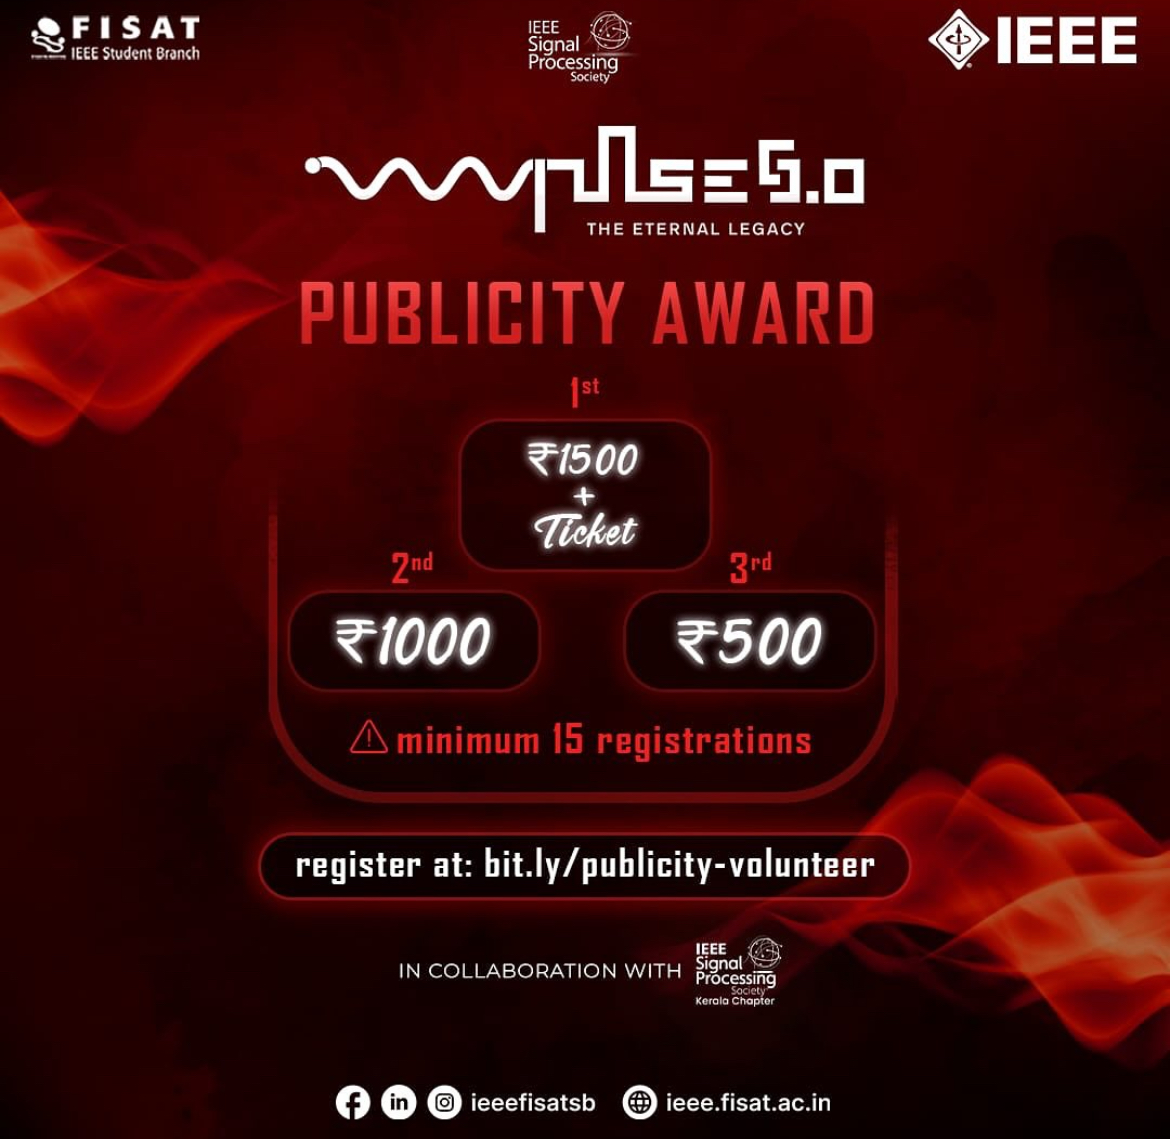 FISAT
IEEE Student Branch
IEEE
Signal
Processing
Society
IEEE
impulse 5.0
THE ETERNAL LEGACY
PUBLICITY AWARD
1st
₹1500
+
Ticket
2nd
₹1000
3rd
₹500
minimum 15 registrations
register at: bit.ly/publicity-volunteer
IN COLLABORATION WITH
IEEE
Signal
Processing
Society
Kerala Chapter
in
ieeefisatsb
ieee.fisat.ac.in